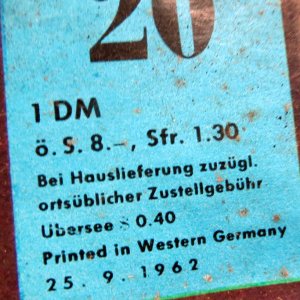 20
1 DM
ö. S. 8.–, Sfr. 1.30
Bei Hauslieferung zuzügl.
ortsüblicher Zustellgebühr
Übersee $ 0.40
Printed in Western Germany
25. 9. 1962